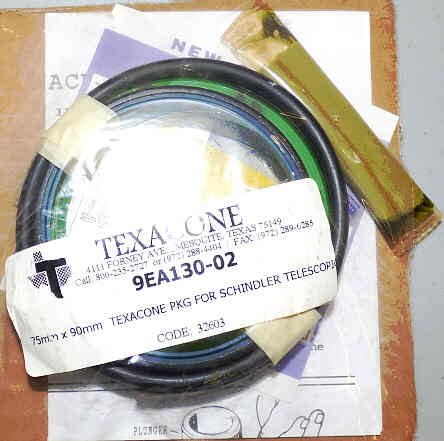 NEW
TEXACONE
4111 FORNEY AVE., MESQUITE, TEXAS 75149
Call: 800-235-2727 or (972) 288-4404 / FAX (972) 289-6285
9EA130-02
75mm x 90mm TEXACONE PKG FOR SCHINDLER TELESCOPI
CODE: 32603
PLUNGER